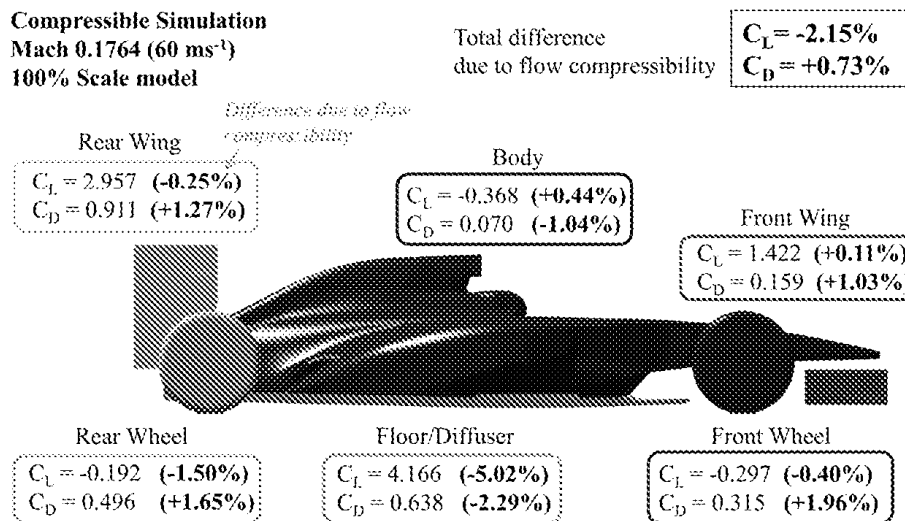 Compressible Simulation
Mach 0.1764 (60 ms⁻¹)
100% Scale model
Total difference
due to flow compressibility
C_L= -2.15%
C_D = +0.73%
Difference due to flow
compressibility
Rear Wing
C_L = 2.957 (-0.25%)
C_D = 0.911 (+1.27%)
Body
C_L = -0.368 (+0.44%)
C_D = 0.070 (-1.04%)
Front Wing
C_L = 1.422 (+0.11%)
C_D = 0.159 (+1.03%)
Rear Wheel
C_L = -0.192 (-1.50%)
C_D = 0.496 (+1.65%)
Floor/Diffuser
C_L = 4.166 (-5.02%)
C_D = 0.638 (-2.29%)
Front Wheel
C_L = -0.297 (-0.40%)
C_D = 0.315 (+1.96%)